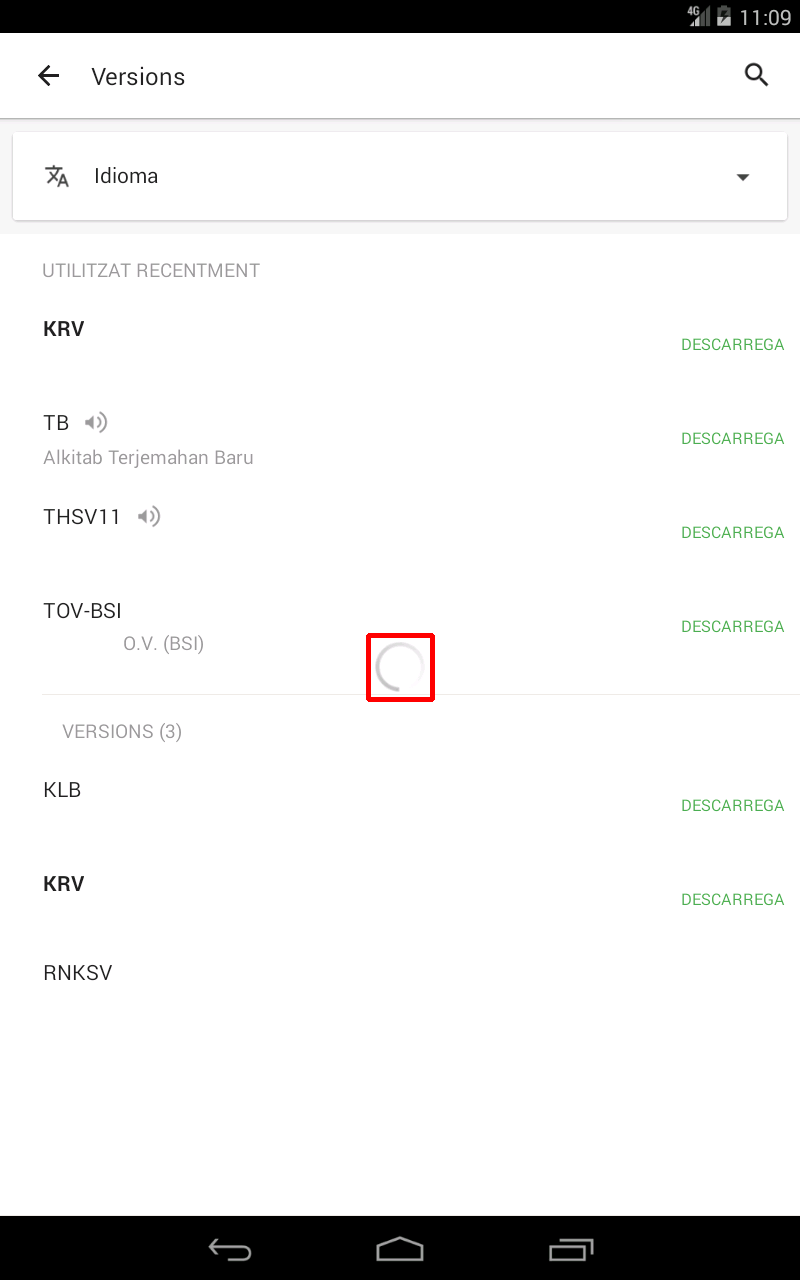 4G 11:09
Versions
Idioma
UTILITZAT RECENTMENT
KRV
DESCARREGA
TB
DESCARREGA
Alkitab Terjemahan Baru
THSV11
DESCARREGA
TOV-BSI
DESCARREGA
O.V. (BSI)
VERSIONS (3)
KLB
DESCARREGA
KRV
DESCARREGA
RNKSV